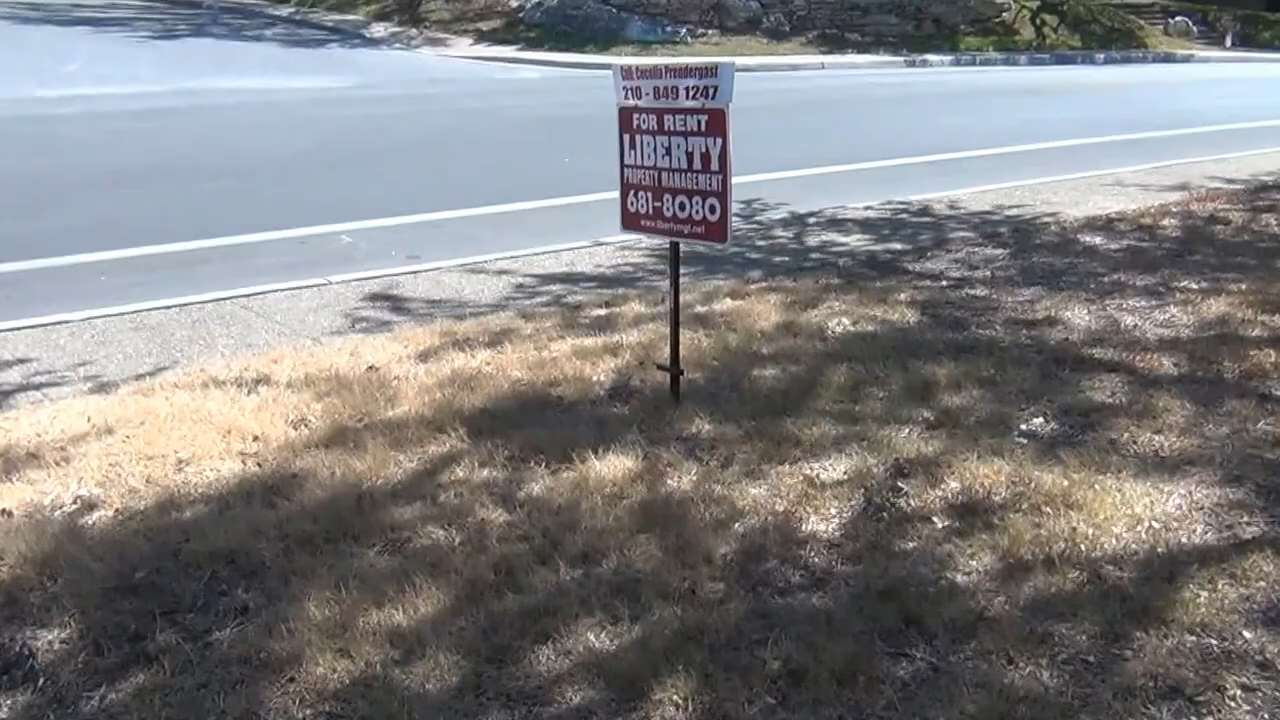 Call: Cecelia Prendergast
210 - 849 1247
FOR RENT
LIBERTY
PROPERTY MANAGEMENT
681-8080
www.libertymgt.net